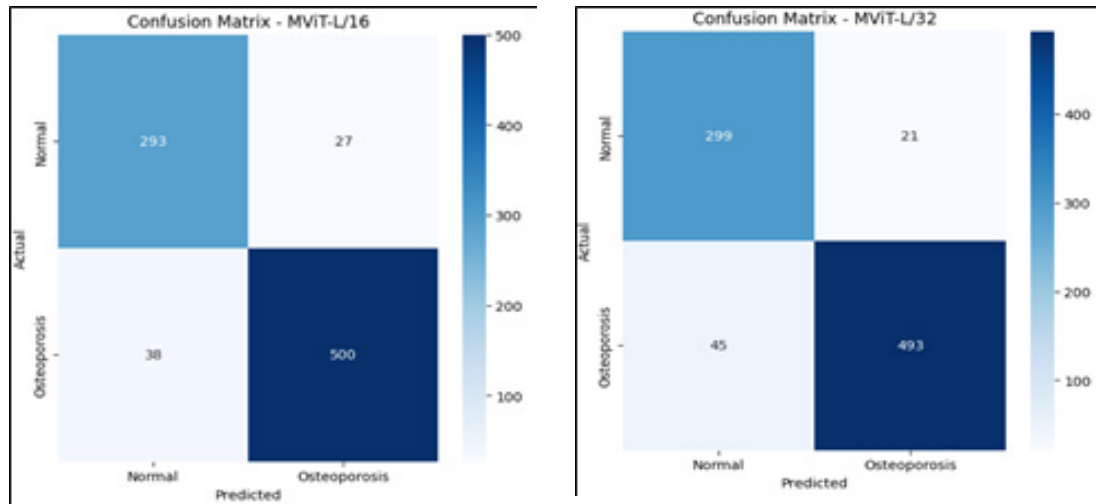 Confusion Matrix - MViT-L/16
Actual
Normal
Osteoporosis
293
27
38
500
Normal
Osteoporosis
Predicted
500
400
300
200
100
Confusion Matrix - MViT-L/32
Actual
Normal
Osteoporosis
299
21
45
493
Normal
Osteoporosis
Predicted
400
300
200
100